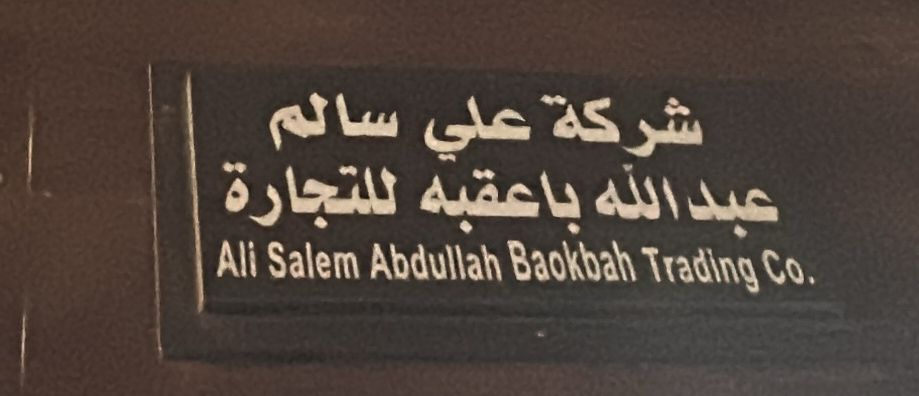 شركة علي سالم
عبدالله باعقبه للتجارة
Ali Salem Abdullah Baokbah Trading Co.